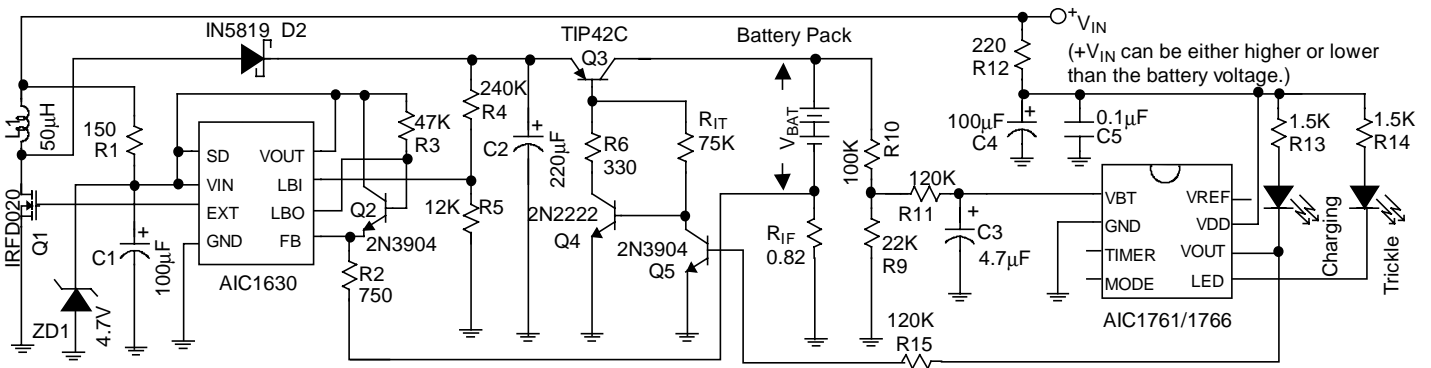 IN5819 D2
TIP42C
Q3
Battery Pack
+VIN
220
R12
(+VIN can be either higher or lower
than the battery voltage.)
L1
50µH
150
R1
47K
R3
240K
R4
C2
220µF
+
R6
330
RIT
75K
VBAT
R10
100K
100µF
C4
+
0.1µF
C5
1.5K
R13
1.5K
R14
SD
VIN
EXT
GND
VOUT
LBI
LBO
FB
AIC1630
IRFD020
Q1
C1
100µF
+
ZD1
4.7V
Q2
2N3904
R2
750
12K
R5
2N2222
Q4
2N3904
Q5
RIF
0.82
120K
R11
22K
R9
C3
4.7µF
+
VBT
GND
TIMER
MODE
VREF
VDD
VOUT
LED
AIC1761/1766
Charging
Trickle
120K
R15